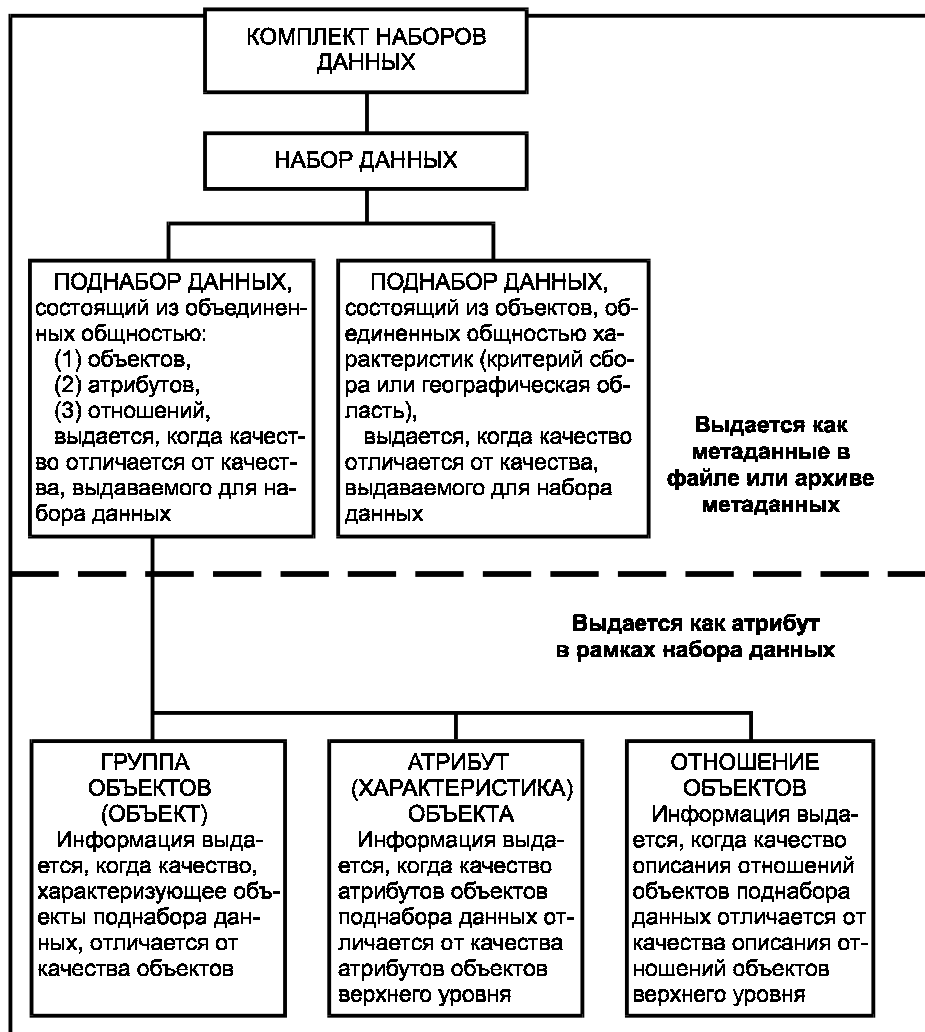 КОМПЛЕКТ НАБОРОВ
ДАННЫХ
НАБОР ДАННЫХ
ПОДНАБОР ДАННЫХ,
состоящий из объединен-
ных общностью:
(1) объектов,
(2) атрибутов,
(3) отношений,
выдается, когда качест-
во отличается от качест-
ва, выдаваемого для на-
бора данных
ПОДНАБОР ДАННЫХ,
состоящий из объектов, об-
единенных общностью ха-
рактеристик (критерий сбо-
ра или географическая об-
ласть),
выдается, когда качество
отличается от качества,
выдаваемого для набора
данных
Выдается как
метаданные в
файле или архиве
метаданных
Выдается как атрибут
в рамках набора данных
ГРУППА
ОБЪЕКТОВ
(ОБЪЕКТ)
Информация выда-
ется, когда качество,
характеризующее объ-
екты поднабора дан-
ных, отличается от
качества объектов
АТРИБУТ
(ХАРАКТЕРИСТИКА)
ОБЪЕКТА
Информация выда-
ется, когда качество
атрибутов объектов
поднабора данных от-
личается от качества
атрибутов объектов
верхнего уровня
ОТНОШЕНИЕ
ОБЪЕКТОВ
Информация выда-
ется, когда качество
описания отношений
объектов поднабора
данных отличается от
качества описания от-
ношений объектов
верхнего уровня